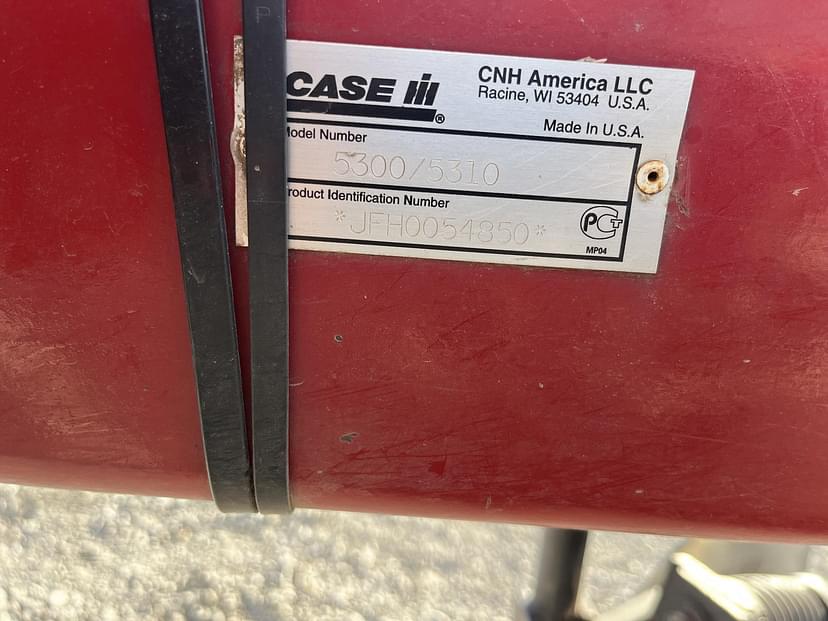 CASE IH®
CNH America LLC
Racine, WI 53404 U.S.A.
Made in U.S.A.
Model Number
5300/5310
Product Identification Number
*JFH0054850*
PCT
MP04
P